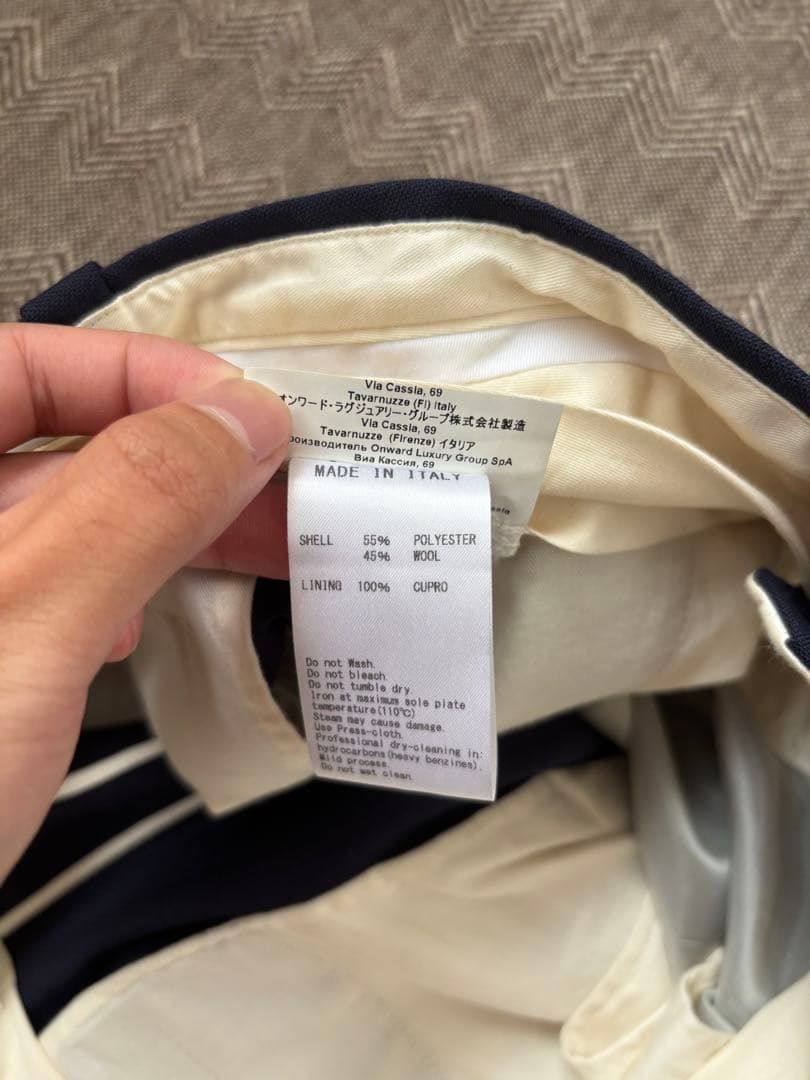 Via Cassia, 69
Tavarnuzze (FI) Italy
オンワード・ラグジュアリー・グループ株式会社製造
Via Cassia, 69
Tavarnuzze (Firenze) イタリア
роизводитель Onward Luxury Group SpA
Виа Кассия, 69
MADE IN ITALY
SHELL 55% POLYESTER
45% WOOL
LINING 100% CUPRO
Do not Wash.
Do not bleach.
Do not tumble dry.
Iron at maximum sole plate
temperature(110℃)
Steam may cause damage.
Use Press-cloth.
Professional dry-cleaning in:
hydrocarbons(heavy benzines).
Mild process.
Do not wet clean.